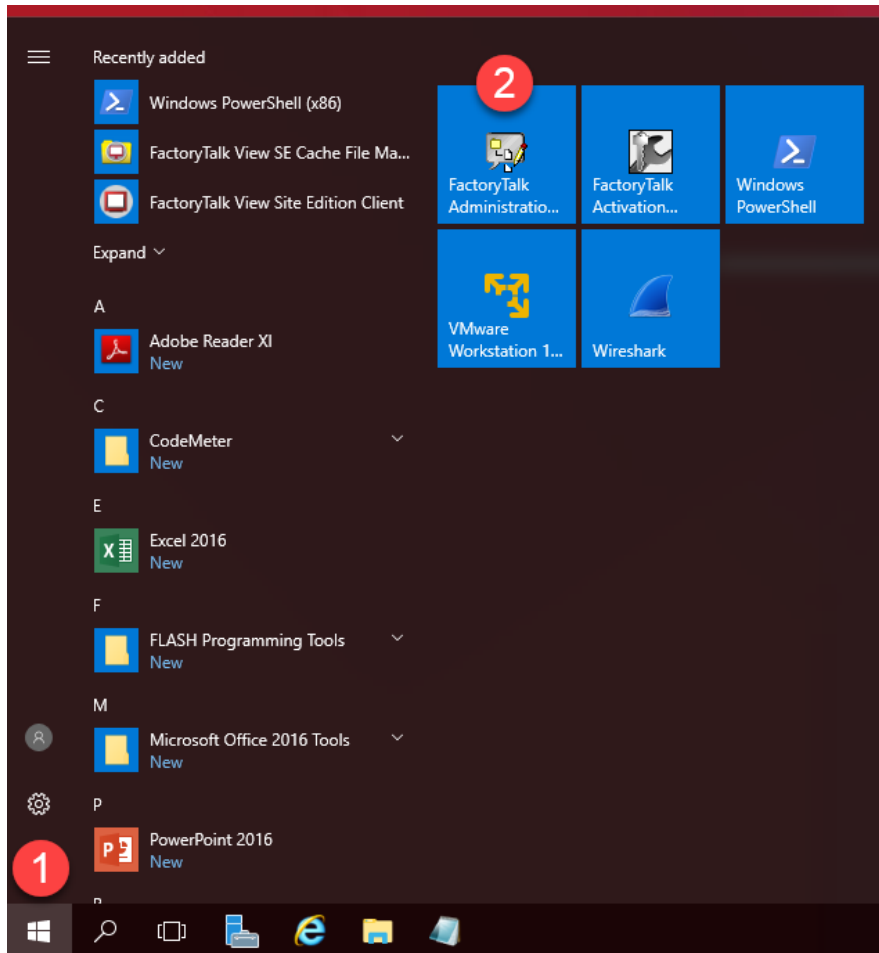 Recently added
Windows PowerShell (x86)
FactoryTalk View SE Cache File Ma...
FactoryTalk View Site Edition Client
Expand
A
Adobe Reader XI
New
C
CodeMeter
New
E
Excel 2016
New
F
FLASH Programming Tools
New
M
Microsoft Office 2016 Tools
New
P
PowerPoint 2016
New
1
2
FactoryTalk
Administratio...
FactoryTalk
Activation...
Windows
PowerShell
VMware
Workstation 1...
Wireshark